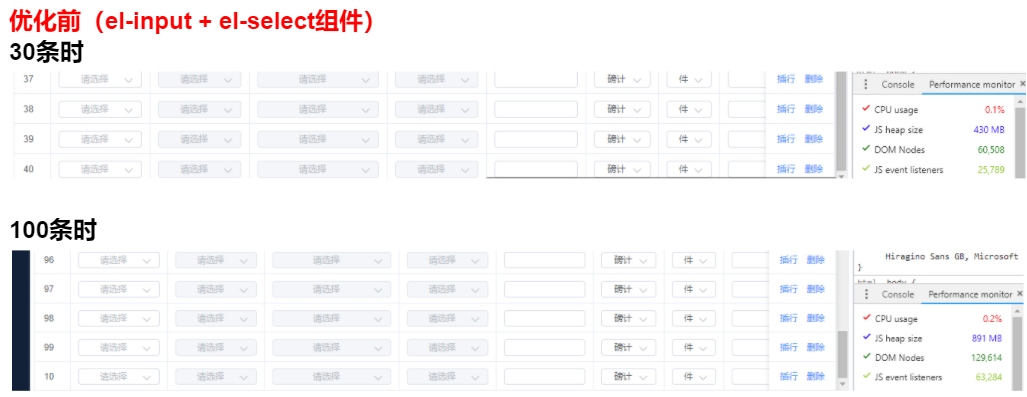 优化前（el-input + el-select组件）
30条时
37 请选择 请选择 请选择 请选择 磅计 件 插行 删除
Console Performance monitor ×
38 请选择 请选择 请选择 请选择 磅计 件 插行 删除
CPU usage 0.1%
39 请选择 请选择 请选择 请选择 磅计 件 插行 删除
JS heap size 430 MB
DOM Nodes 60,508
40 请选择 请选择 请选择 请选择 磅计 件 插行 删除
JS event listeners 25,789
100条时
96 请选择 请选择 请选择 请选择 磅计 件 插行 删除
Hiragino Sans GB, Microsoft
}
97 请选择 请选择 请选择 请选择 磅计 件 插行 删除
html, body {
Console Performance monitor ×
98 请选择 请选择 请选择 请选择 磅计 件 插行 删除
CPU usage 0.2%
JS heap size 891 MB
99 请选择 请选择 请选择 请选择 磅计 件 插行 删除
DOM Nodes 129,614
10 请选择 请选择 请选择 请选择 磅计 件 插行 删除
JS event listeners 63,284